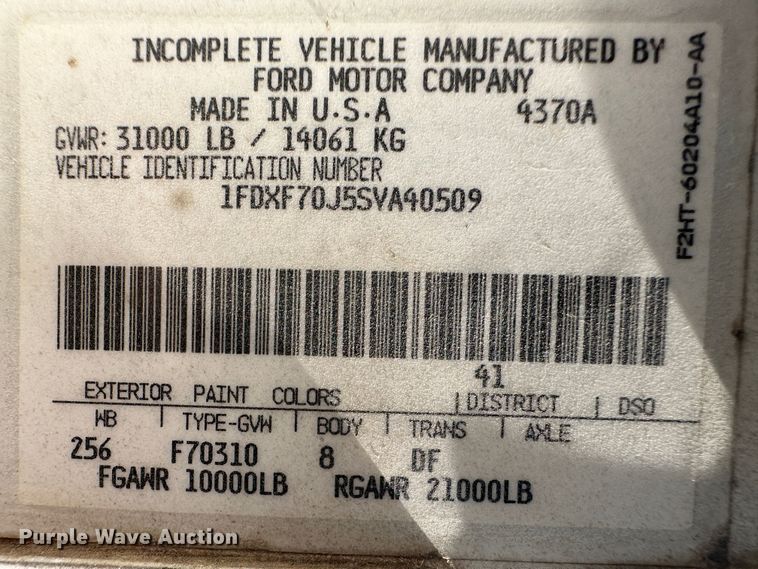 INCOMPLETE VEHICLE MANUFACTURED BY
FORD MOTOR COMPANY
MADE IN U.S.A 4370A
GVWR: 31000 LB / 14061 KG
VEHICLE IDENTIFICATION NUMBER
1FDXF70J5SVA40509
F2HT-60204A10-AA
41
EXTERIOR PAINT COLORS | DISTRICT | DSO
WB | TYPE-GVW | BODY | TRANS | AXLE
256 F70310 8 DF
FGAWR 10000LB RGAWR 21000LB
Purple Wave Auction